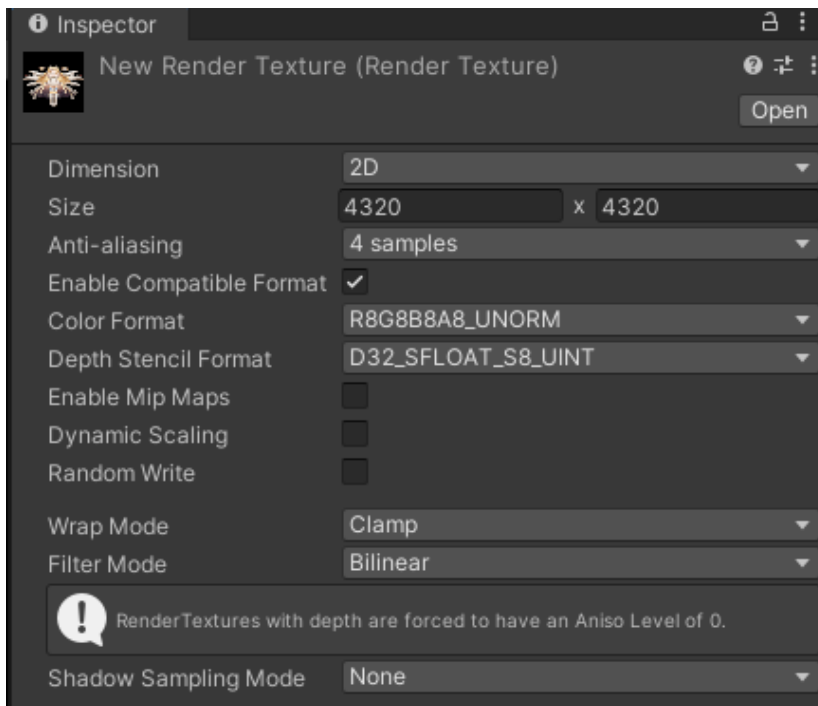 Inspector
New Render Texture (Render Texture)
Open
Dimension 2D
Size 4320 x 4320
Anti-aliasing 4 samples
Enable Compatible Format
Color Format R8G8B8A8_UNORM
Depth Stencil Format D32_SFLOAT_S8_UINT
Enable Mip Maps
Dynamic Scaling
Random Write
Wrap Mode Clamp
Filter Mode Bilinear
RenderTextures with depth are forced to have an Aniso Level of 0.
Shadow Sampling Mode None